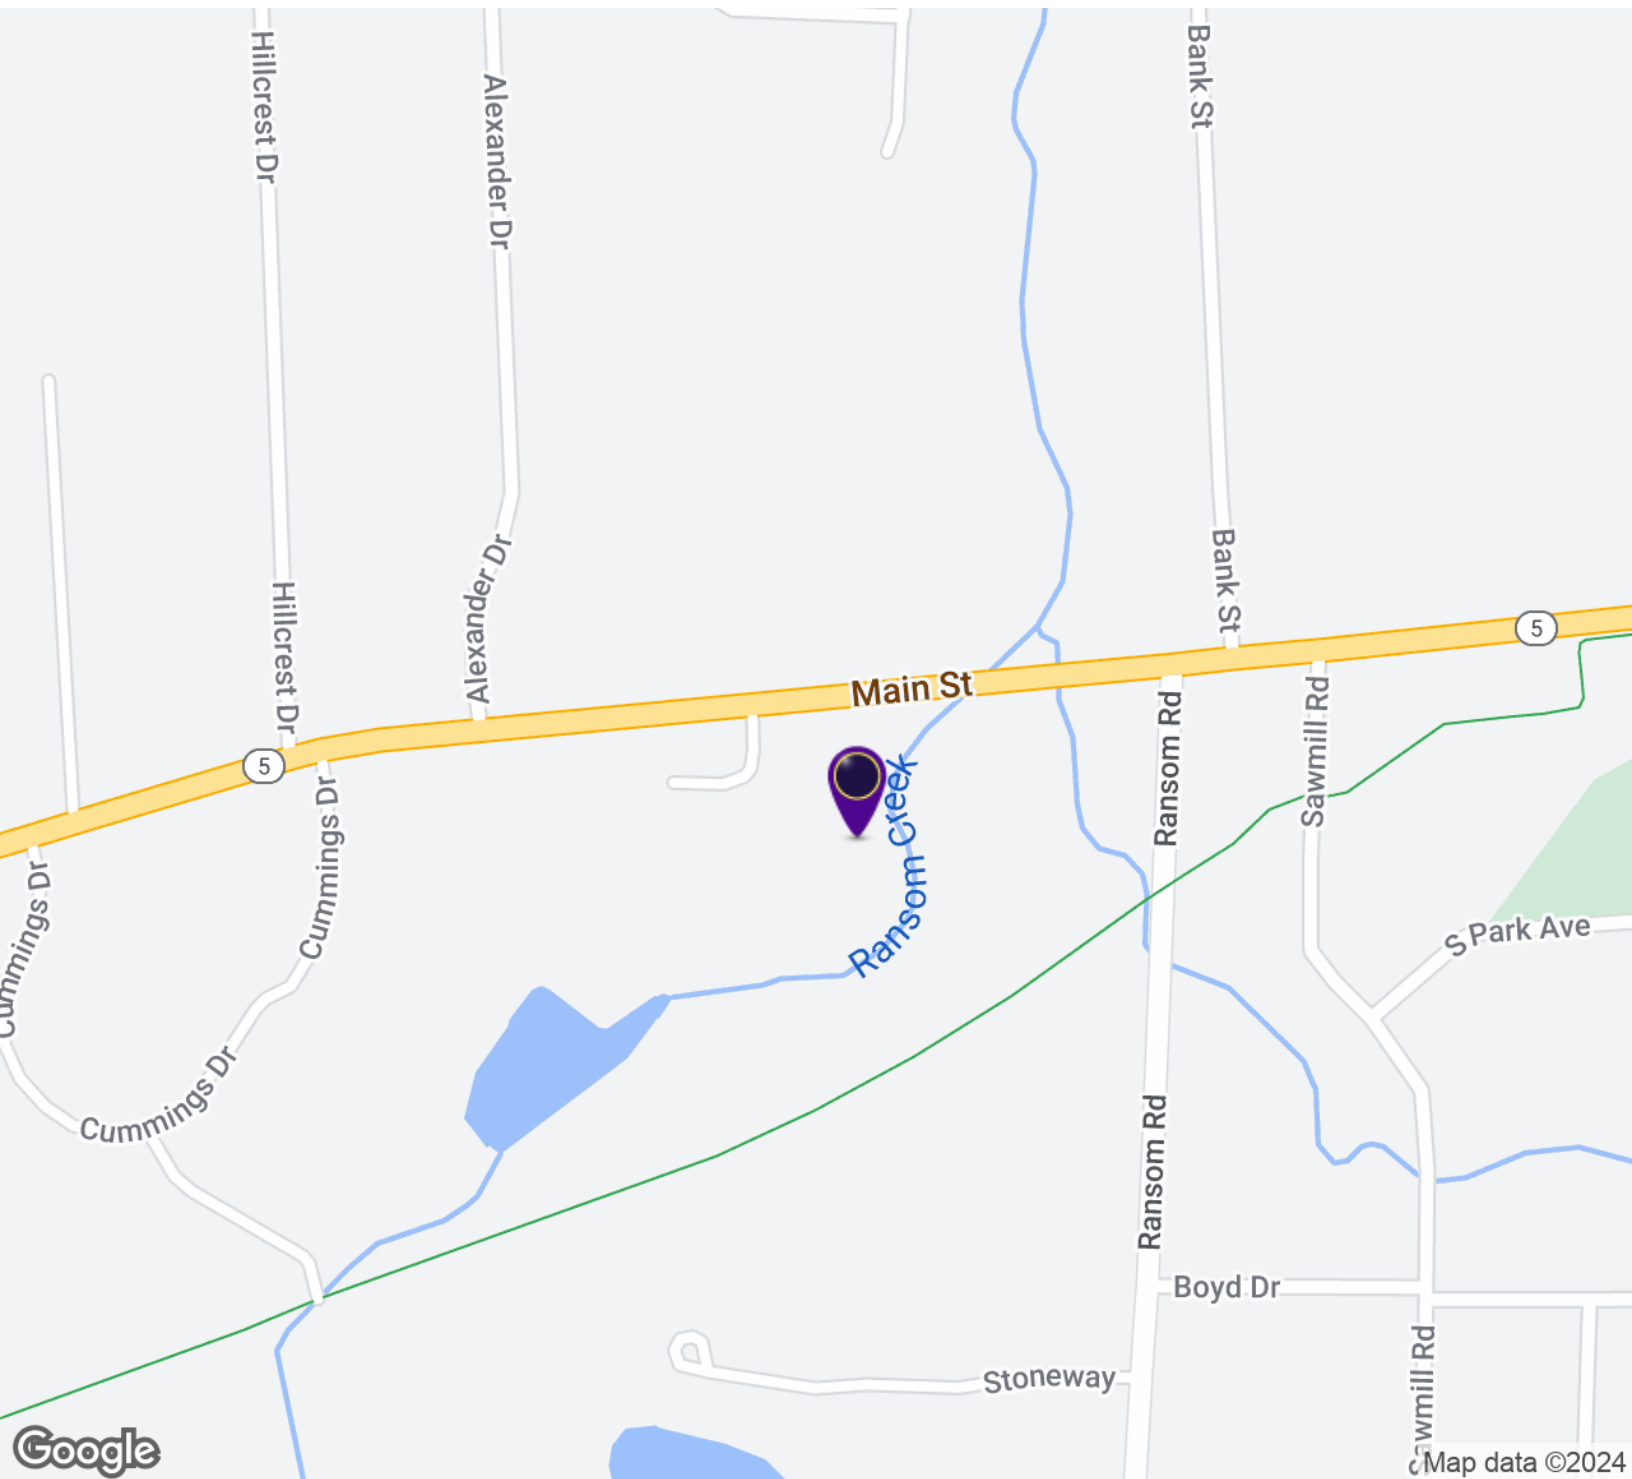 Hillcrest Dr
Alexander Dr
Bank St
Alexander Dr
Bank St
Hillcrest Dr
5
Main St
5
Ransom Rd
Sawmill Rd
Cummings Dr
Ransom Creek
Cummings Dr
S Park Ave
Cummings Dr
Ransom Rd
Boyd Dr
Stoneway
Sawmill Rd
Google
Map data ©2024